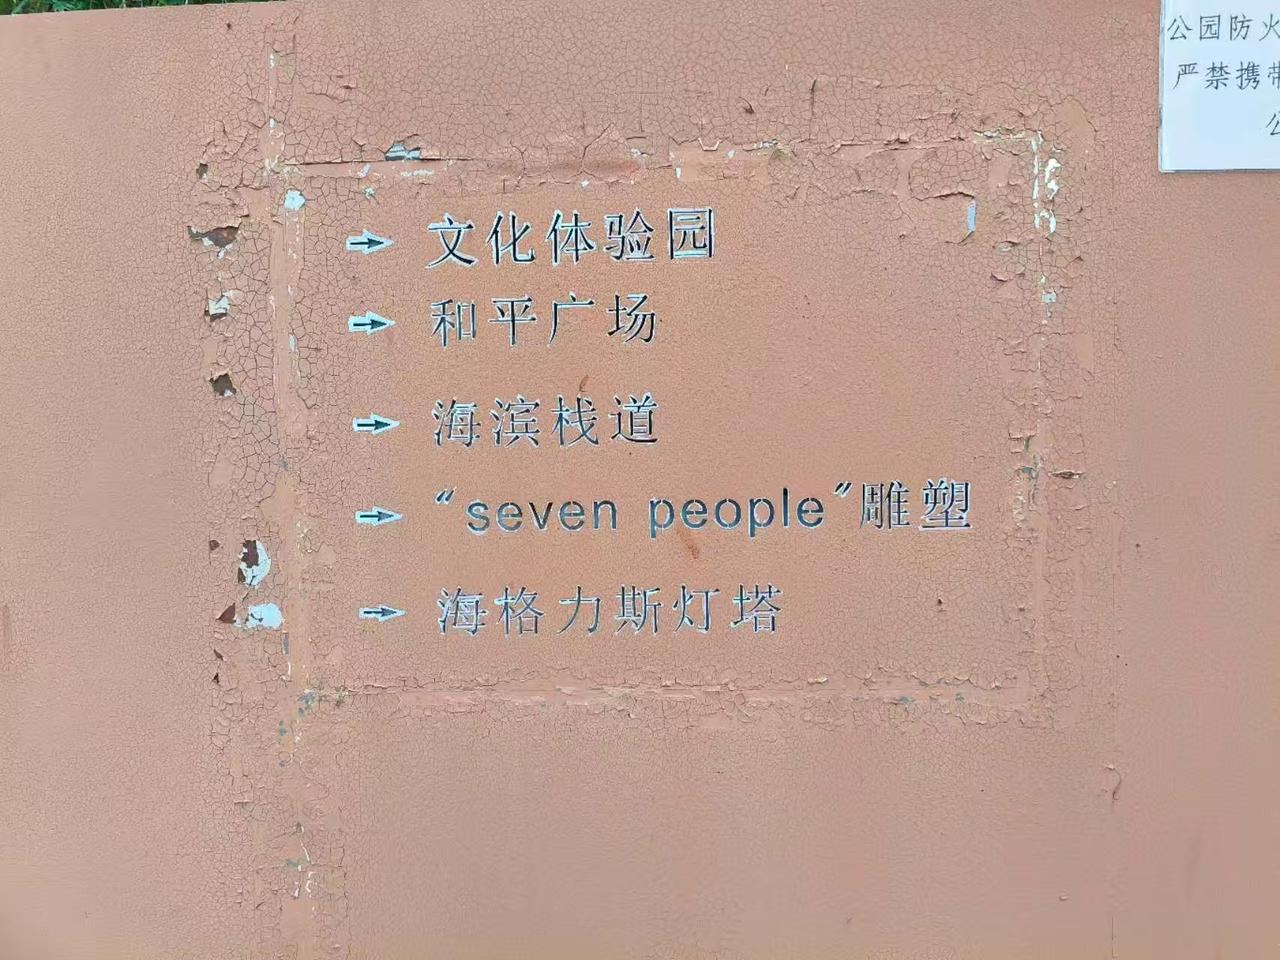 公园防火
严禁携带
公
文化体验园
和平广场
海滨栈道
“seven people”雕塑
海格力斯灯塔